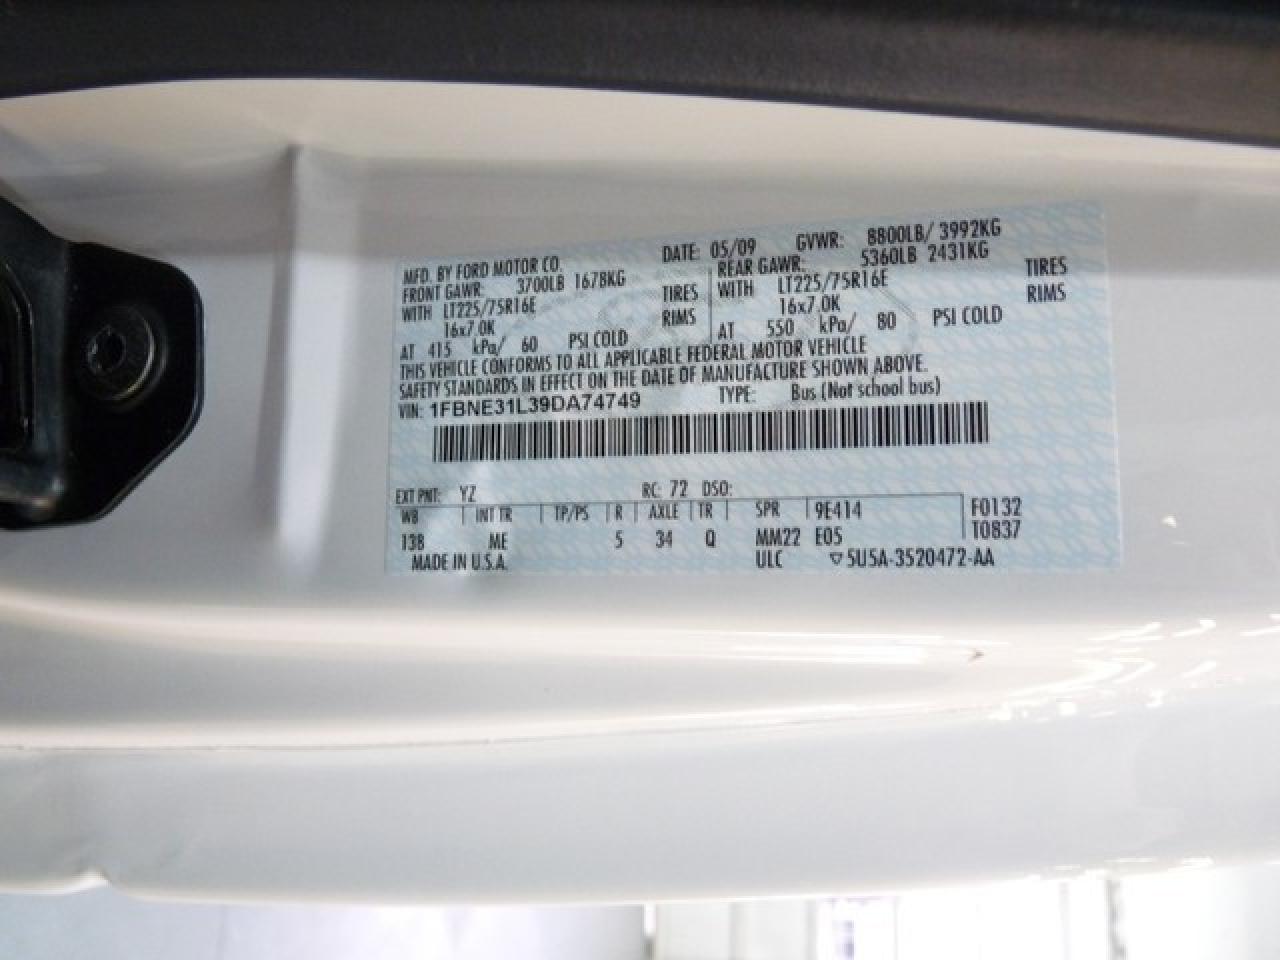 MFD. BY FORD MOTOR CO. DATE: 05/09 GVWR: 8800LB/ 3992KG
FRONT GAWR: 3700LB 1678KG REAR GAWR: 5360LB 2431KG
WITH LT225/75R16E TIRES WITH LT225/75R16E TIRES
16x7.0K RIMS 16x7.0K RIMS
AT 415 kPa/ 60 PSI COLD AT 550 kPa/ 80 PSI COLD
THIS VEHICLE CONFORMS TO ALL APPLICABLE FEDERAL MOTOR VEHICLE
SAFETY STANDARDS IN EFFECT ON THE DATE OF MANUFACTURE SHOWN ABOVE.
VIN: 1FBNE31L39DA74749 TYPE: Bus (Not school bus)
EXT PNT: YZ RC: 72 DSO:
WB INT TR TP/PS R AXLE TR SPR 9E414 F0132
138 ME 5 34 Q MM22 E05 T0837
MADE IN U.S.A. ULC ▽5U5A-3520472-AA